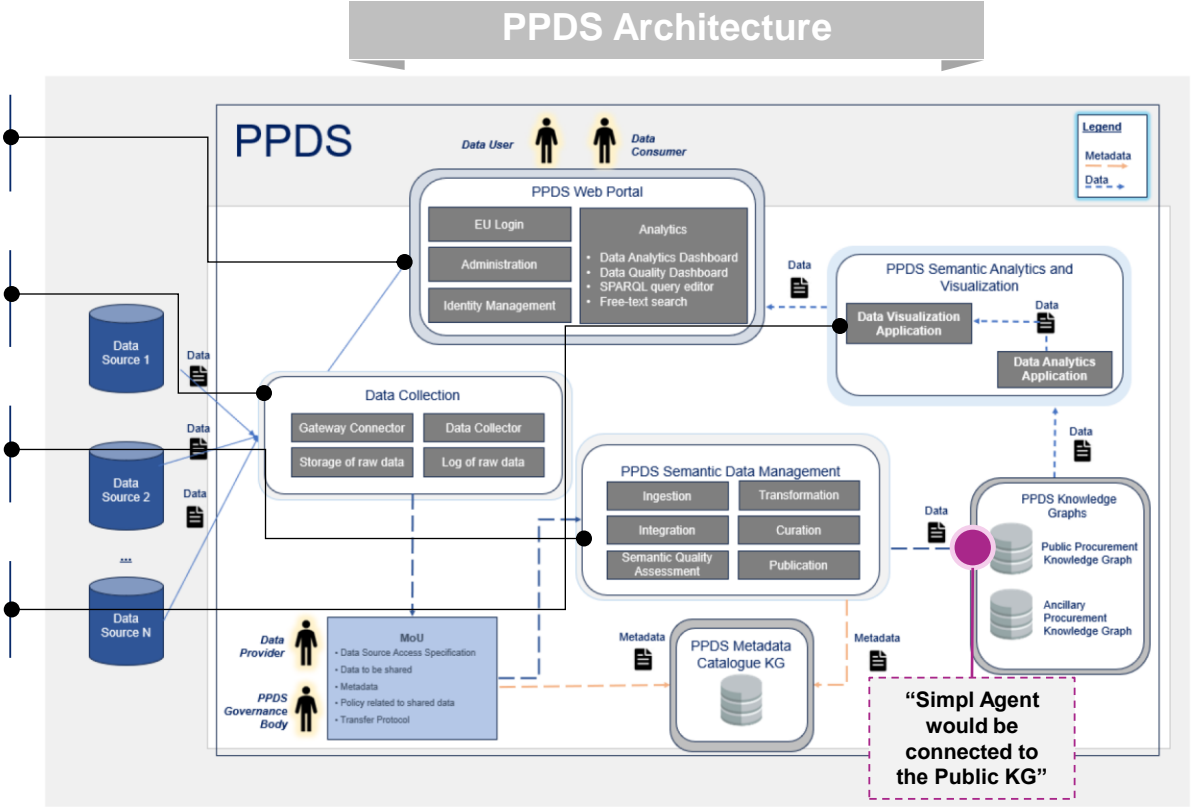 PPDS Architecture
PPDS
Data User
Data
Consumer
Legend
Metadata
Data
PPDS Web Portal
EU Login
Administration
Identity Management
Analytics
• Data Analytics Dashboard
• Data Quality Dashboard
• SPARQL query editor
• Free-text search
Data
PPDS Semantic Analytics and
Visualization
Data Visualization
Application
Data
Data Analytics
Application
Data
Source 1
Data
Data
Source 2
Data
Data
...
Data
Source N
Data Collection
Gateway Connector
Data Collector
Storage of raw data
Log of raw data
PPDS Semantic Data Management
Ingestion
Transformation
Integration
Curation
Semantic Quality
Assessment
Publication
Data
Data
PPDS Knowledge
Graphs
Public Procurement
Knowledge Graph
Ancillary
Procurement
Knowledge Graph
Data
Provider
PPDS
Governance
Body
MoU
• Data Source Access Specification
• Data to be shared
• Metadata
• Policy related to shared data
• Transfer Protocol
Metadata
PPDS Metadata
Catalogue KG
Metadata
“Simpl Agent
would be
connected to
the Public KG”